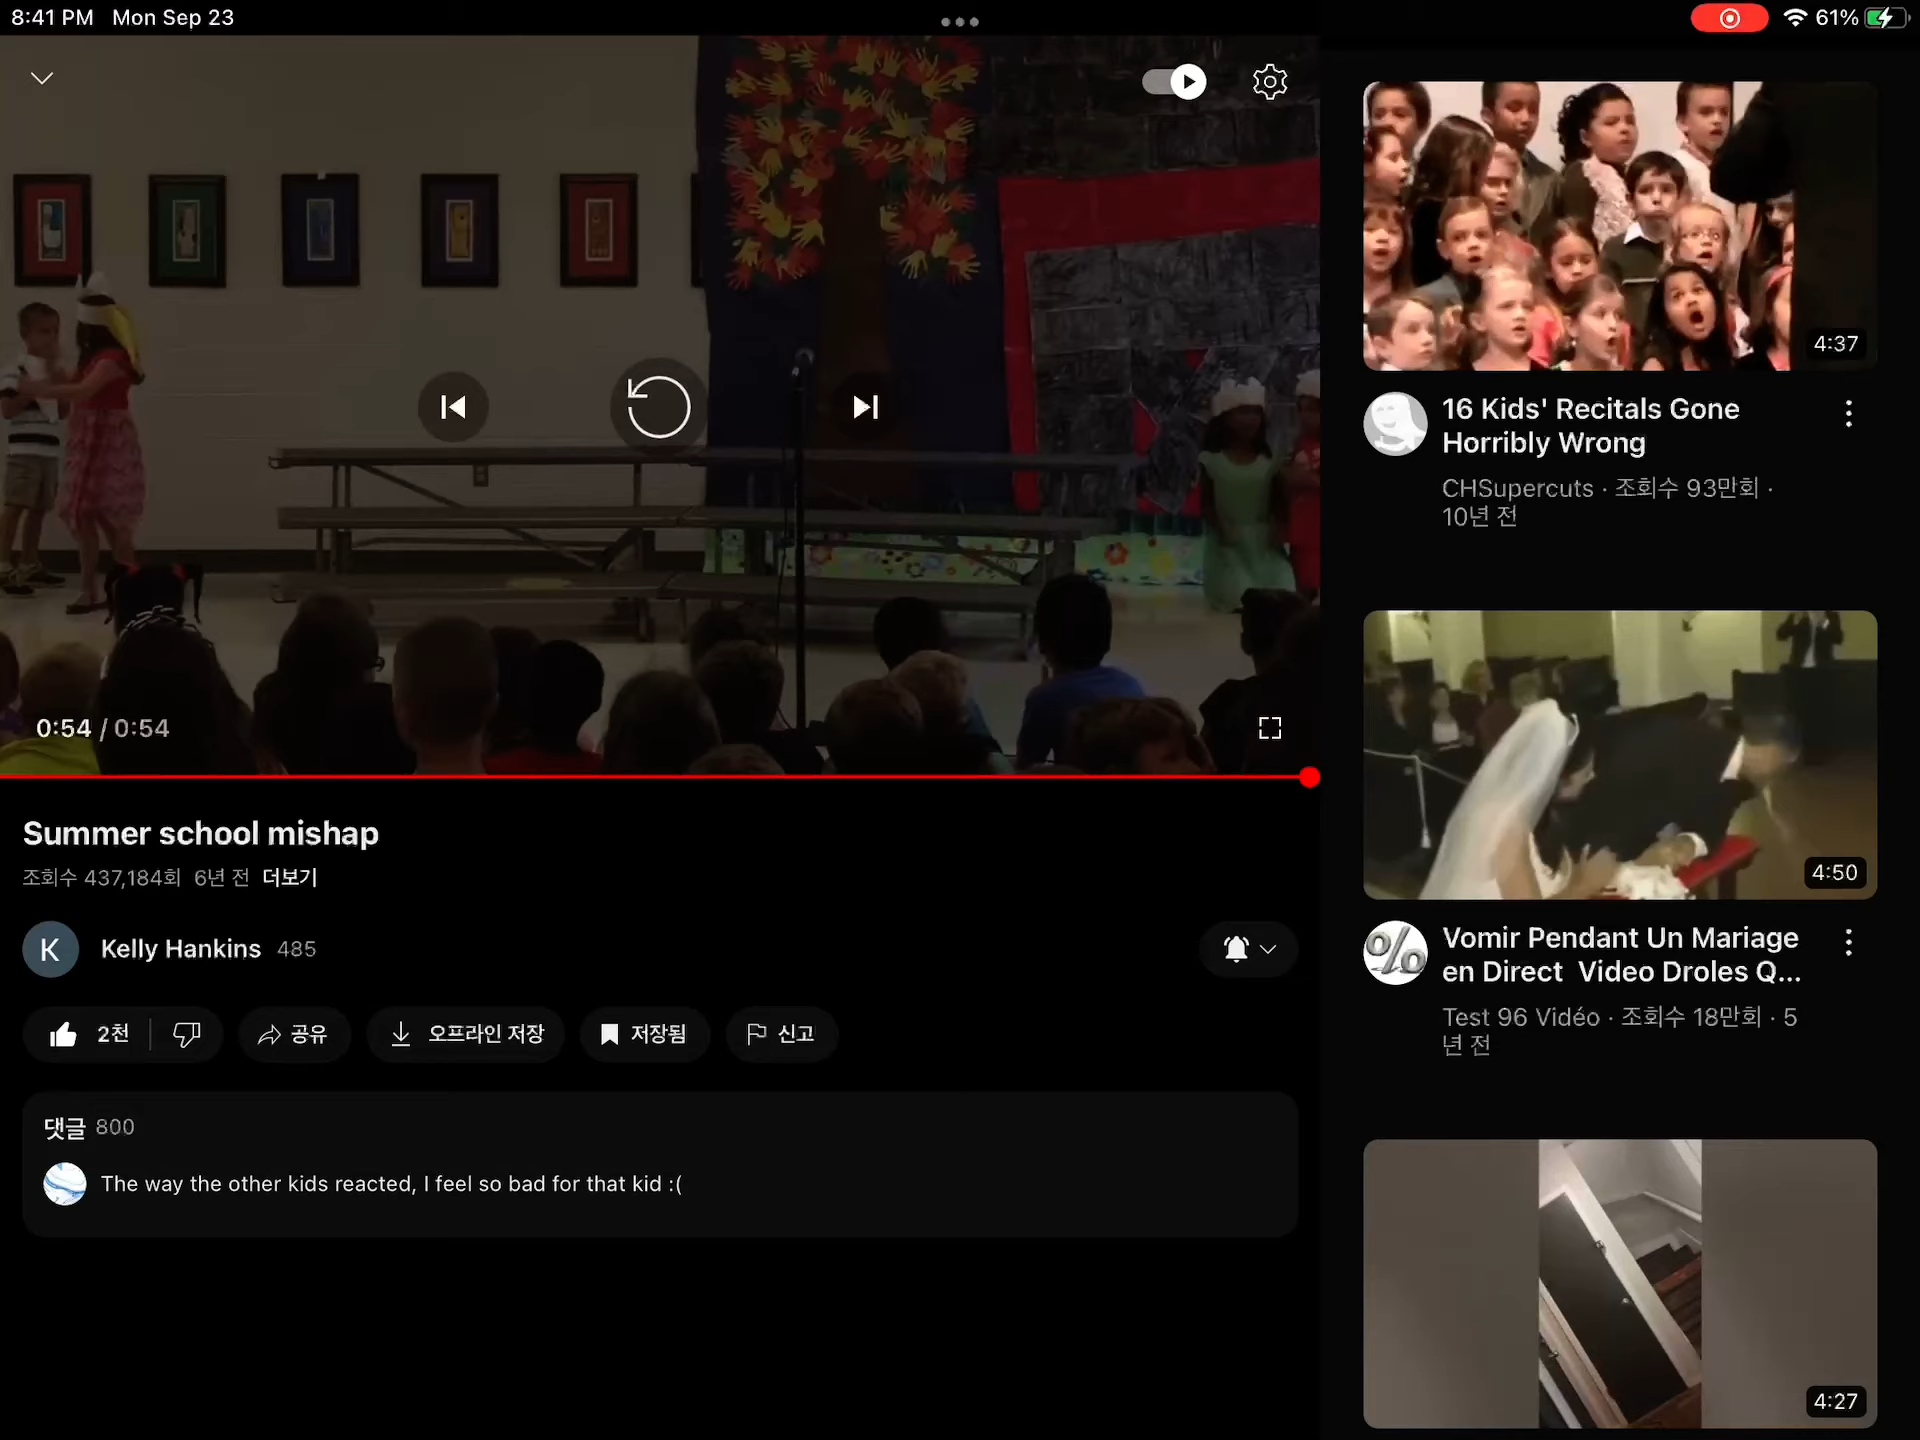 8:41 PM Mon Sep 23
61%
0:54 / 0:54
Summer school mishap
조회수 437,184회 6년 전 더보기
K Kelly Hankins 485
2천 공유 오프라인 저장 저장됨 신고
댓글 800
The way the other kids reacted, I feel so bad for that kid :(
4:37
16 Kids' Recitals Gone
Horribly Wrong
CHSupercuts · 조회수 93만회 ·
10년 전
4:50
%
Vomir Pendant Un Mariage
en Direct Video Droles Q...
Test 96 Vidéo · 조회수 18만회 · 5
년 전
4:27